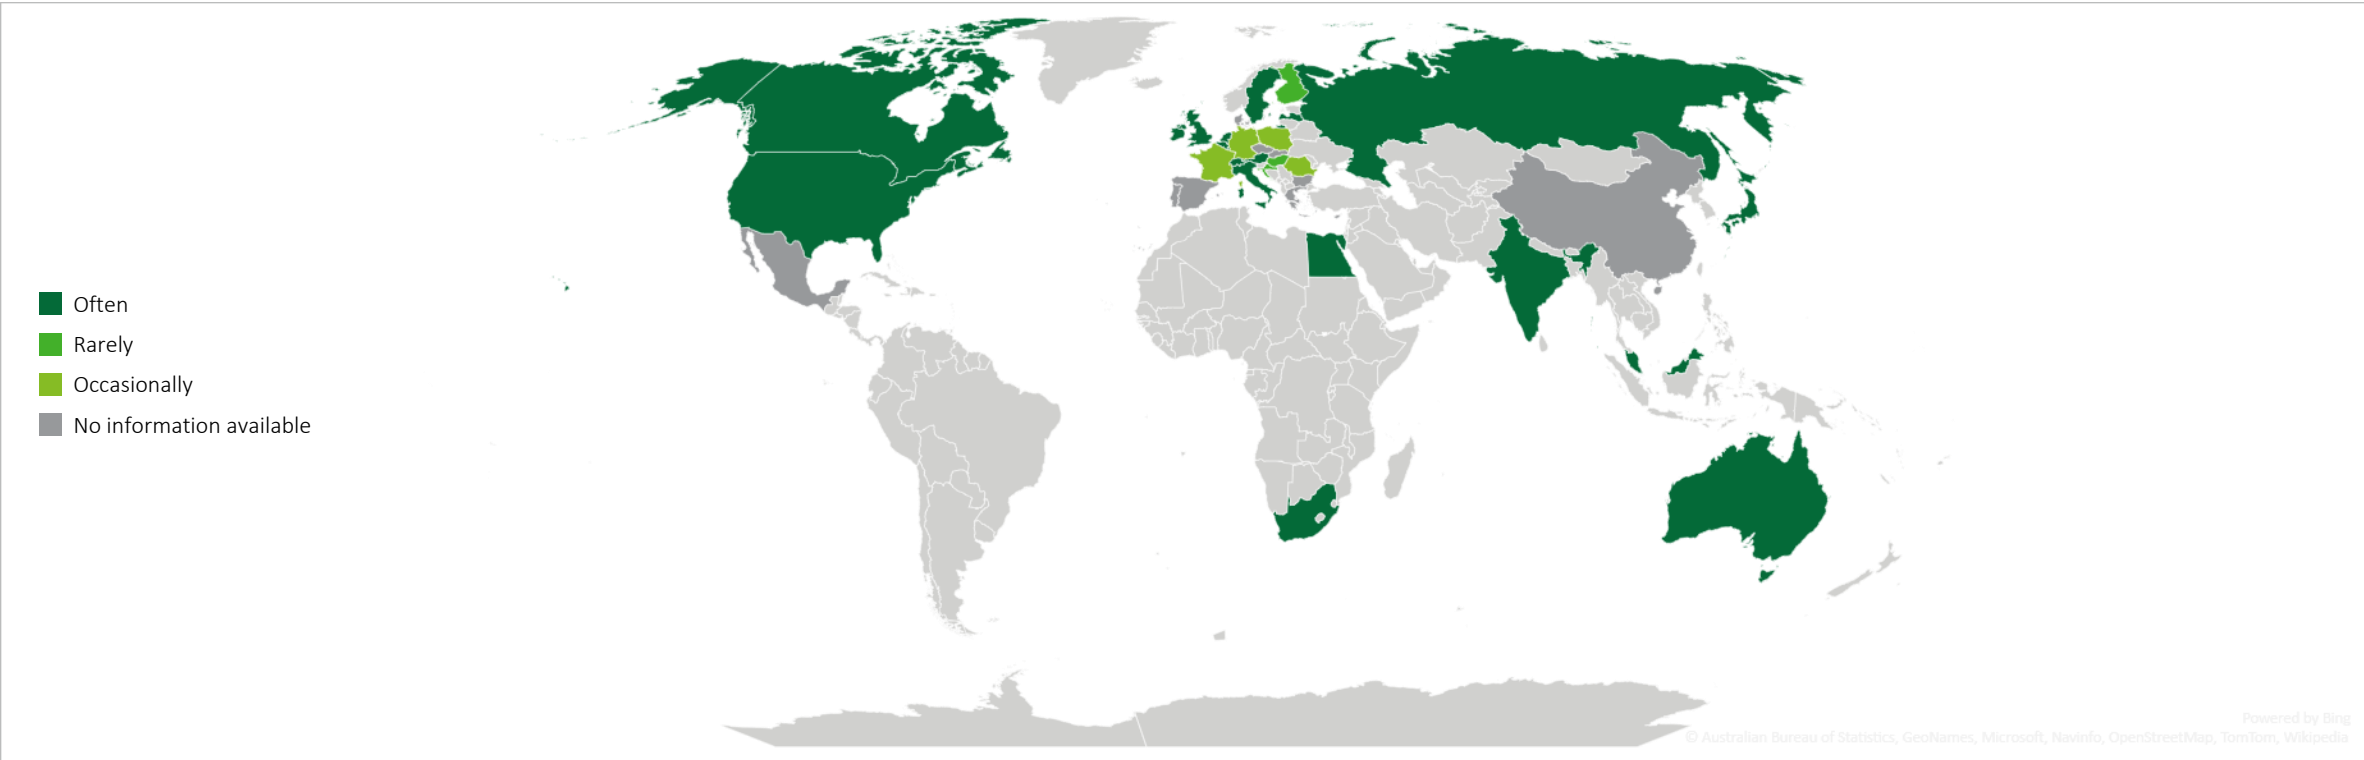 Often
Rarely
Occasionally
No information available
Powered by Bing
© Australian Bureau of Statistics, GeoNames, Microsoft, Navinfo, OpenStreetMap, TomTom, Wikipedia